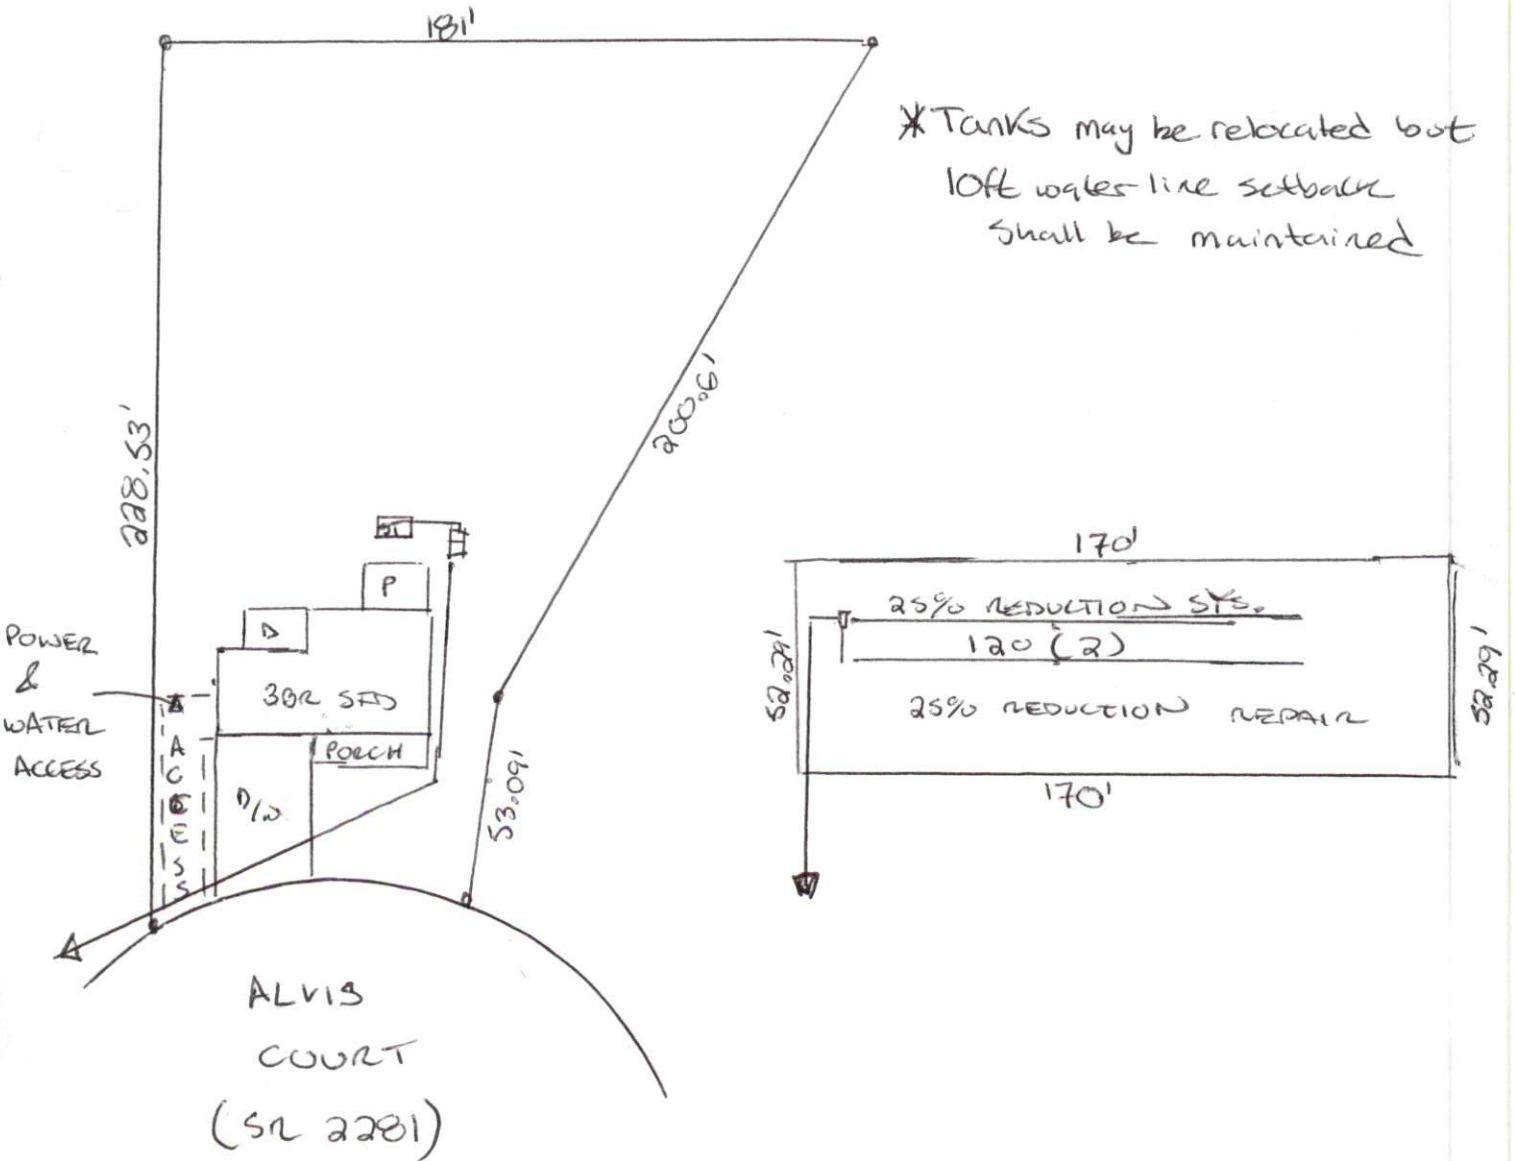 181'
*Tanks may be relocated but
10ft water-line setback
shall be maintained
228.53'
200.6'
P
D
POWER
&
WATER
ACCESS
3BR SFD
ACCESS
PORCH
D/W
53.09'
ALVIS
COURT
(SR 2281)
170'
25% REDUCTION SYS.
120 (2)
52.29'
25% REDUCTION REPAIR
52.29'
170'